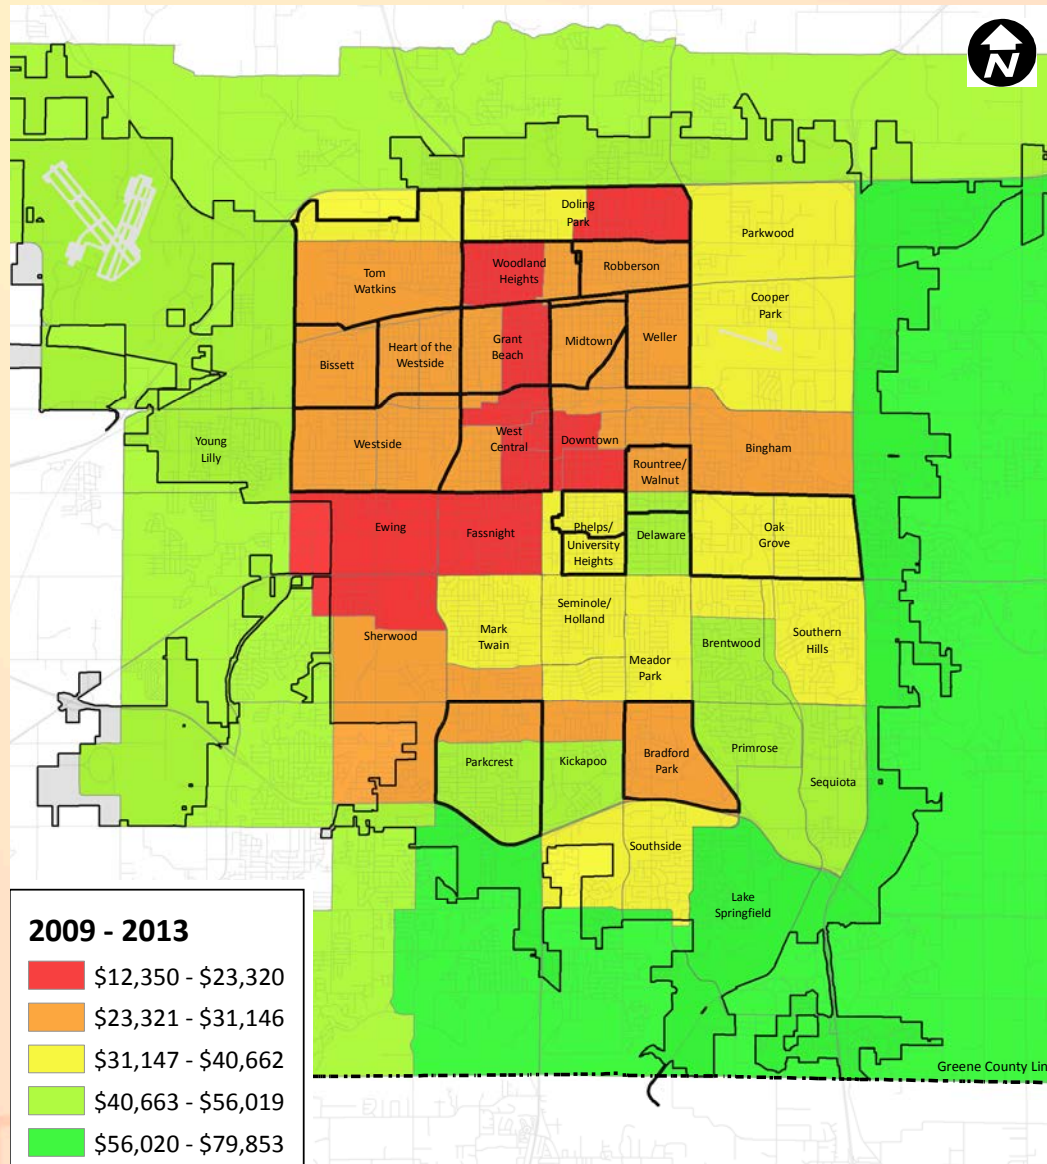 N
Doling
Park
Parkwood
Woodland
Heights
Robberson
Tom
Watkins
Cooper
Park
Grant
Beach
Midtown
Weller
Heart of the
Westside
Bissett
Young
Lilly
Westside
West
Central
Downtown
Bingham
Rountree/
Walnut
Ewing
Fassnight
Phelps/
University
Heights
Delaware
Oak
Grove
Seminole/
Holland
Sherwood
Mark
Twain
Brentwood
Southern
Hills
Meador
Park
Parkcrest
Kickapoo
Bradford
Park
Primrose
Sequiota
Southside
Lake
Springfield
Greene County Lin
2009 - 2013
$12,350 - $23,320
$23,321 - $31,146
$31,147 - $40,662
$40,663 - $56,019
$56,020 - $79,853